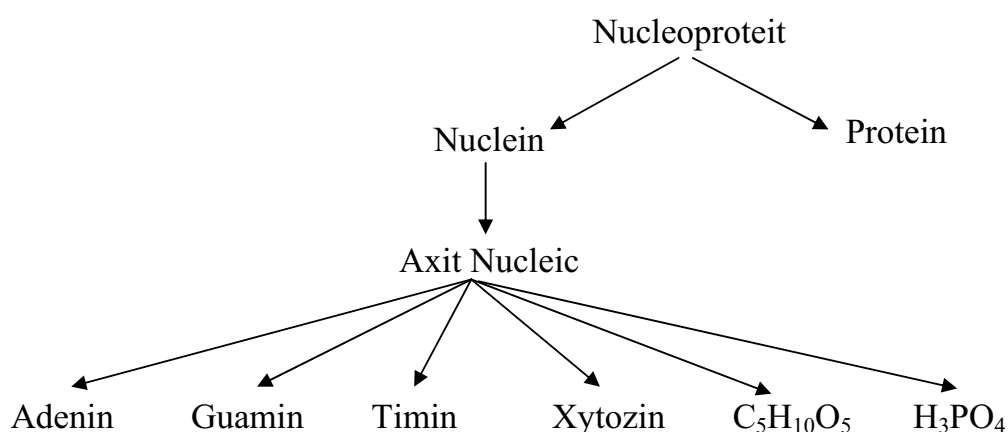 Nucleoproteit
Nuclein
Protein
Axit Nucleic
Adenin Guamin Timin Xytozin C₅H₁₀O₅ H₃PO₄